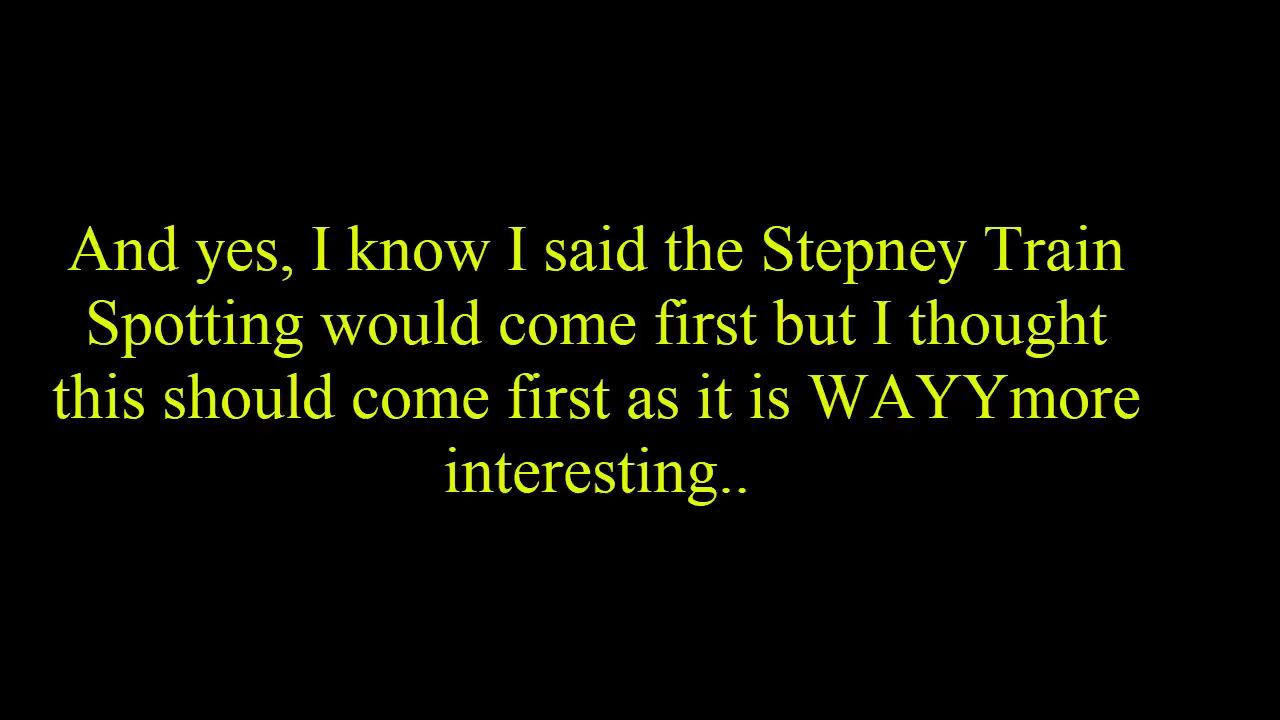 And yes, I know I said the Stepney Train
Spotting would come first but I thought
this should come first as it is WAYYmore
interesting..